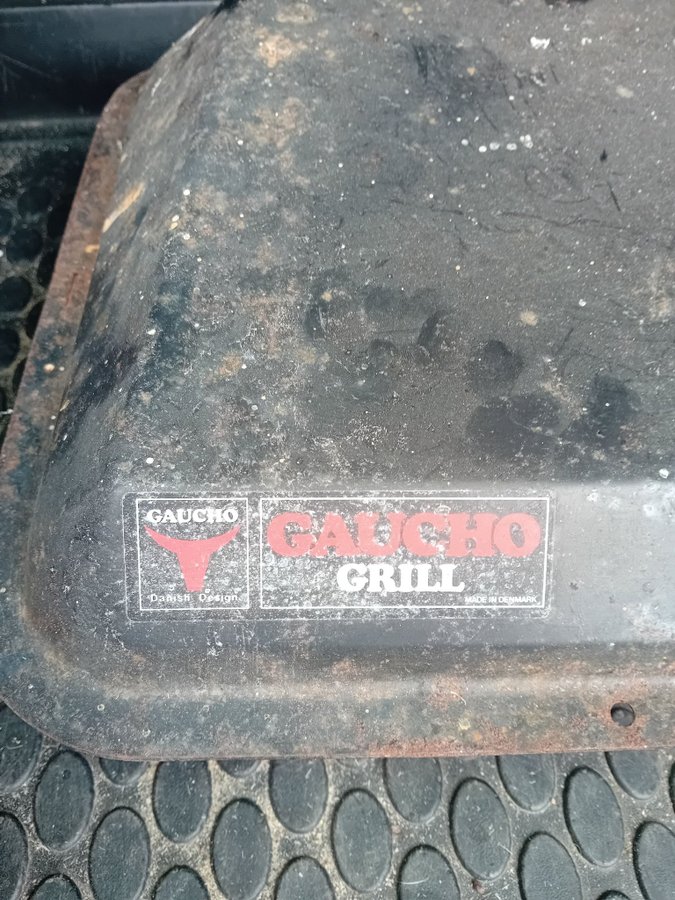 GAUCHO
Danish Design
GAUCHO
GRILL
MADE IN DENMARK